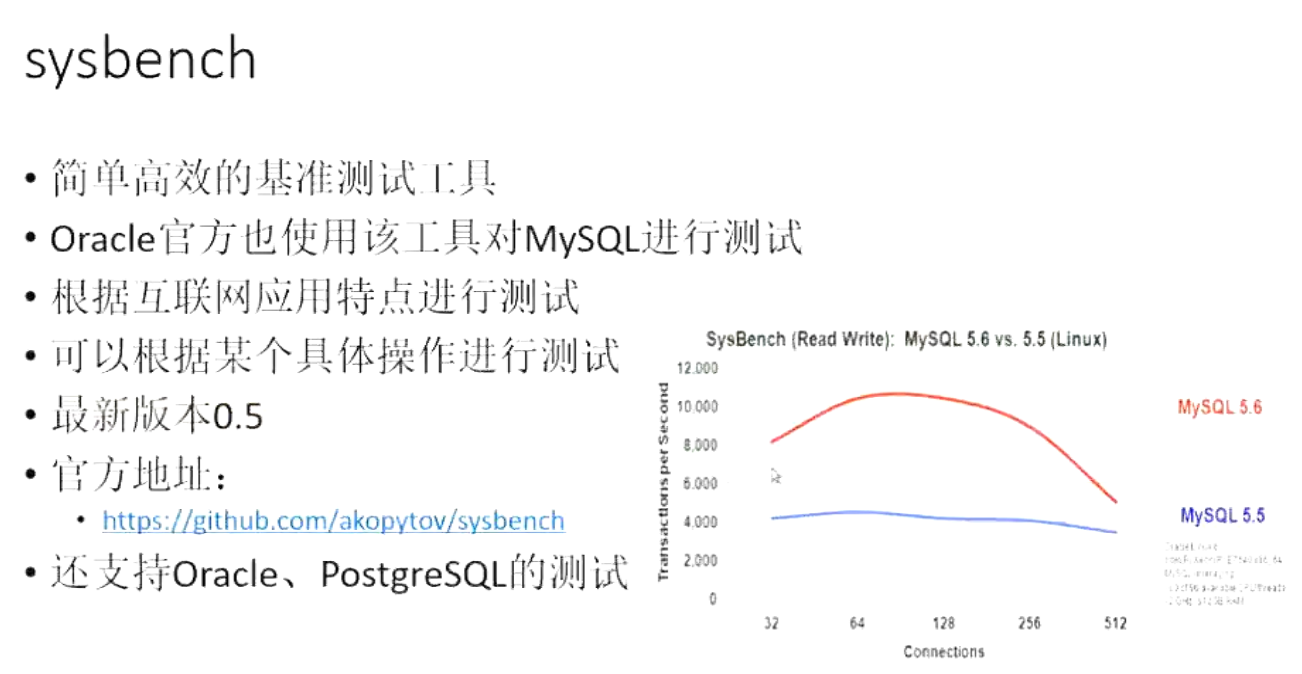 sysbench
• 简单高效的基准测试工具
• Oracle官方也使用该工具对MySQL进行测试
• 根据互联网应用特点进行测试
• 可以根据某个具体操作进行测试
• 最新版本0.5
• 官方地址：
• https://github.com/akopytov/sysbench
• 还支持Oracle、PostgreSQL的测试
SysBench (Read Write): MySQL 5.6 vs. 5.5 (Linux)
Transactions per Second
12.000
10.000
8.000
6.000
4.000
2.000
0
32 64 128 256 512
Connections
MySQL 5.6
MySQL 5.5